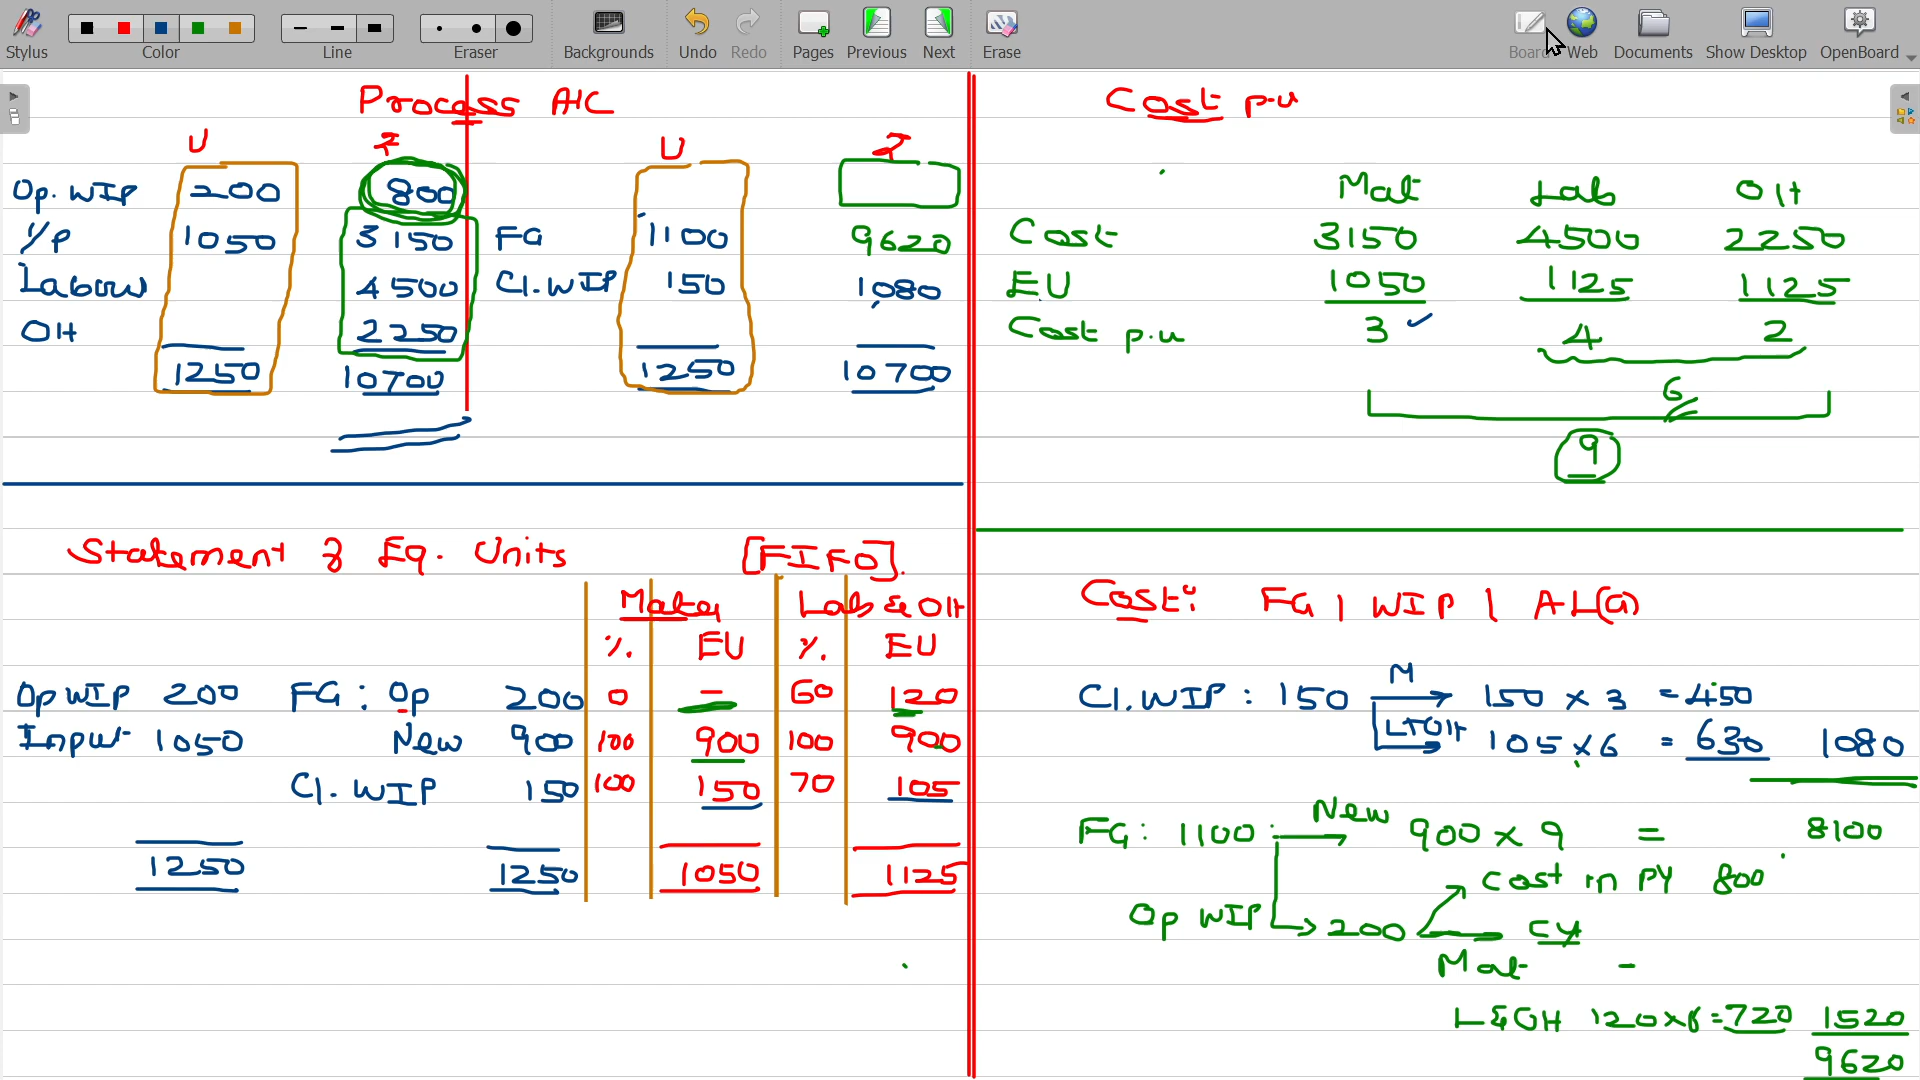 Stylus Color Line Eraser Backgrounds Undo Redo Pages Previous Next Erase Board Web Documents Show Desktop OpenBoard
Process A/C
U ₹ U ₹
Op. WIP 200 800
I/P 1050 3150 FG 1100 9620
Labour 4500 Cl. WIP 150 1080
OH 2250
1250 10700 1250 10700
Cost p.u
Mat Lab OH
Cost 3150 4500 2250
EU 1050 1125 1125
Cost p.u 3 ✓ 4 2
6
9
Statement of Eq. Units [FIFO].
Mater Lab & OH
%. EU %. EU
Op WIP 200 FG : Op 200 0 – 60 120
Input 1050 New 900 100 900 100 900
Cl. WIP 150 100 150 70 105
1250 1250 1050 1125
Cost: FG | WIP | AL(G)
Cl. WIP : 150 M 150 x 3 = 450
L+OH 105 x 6 = 630 1080
FG: 1100 : New 900 x 9 = 8100
Cost in PY 800
Op WIP 200 CY
Mat –
L&OH 120x6=720 1520
9620